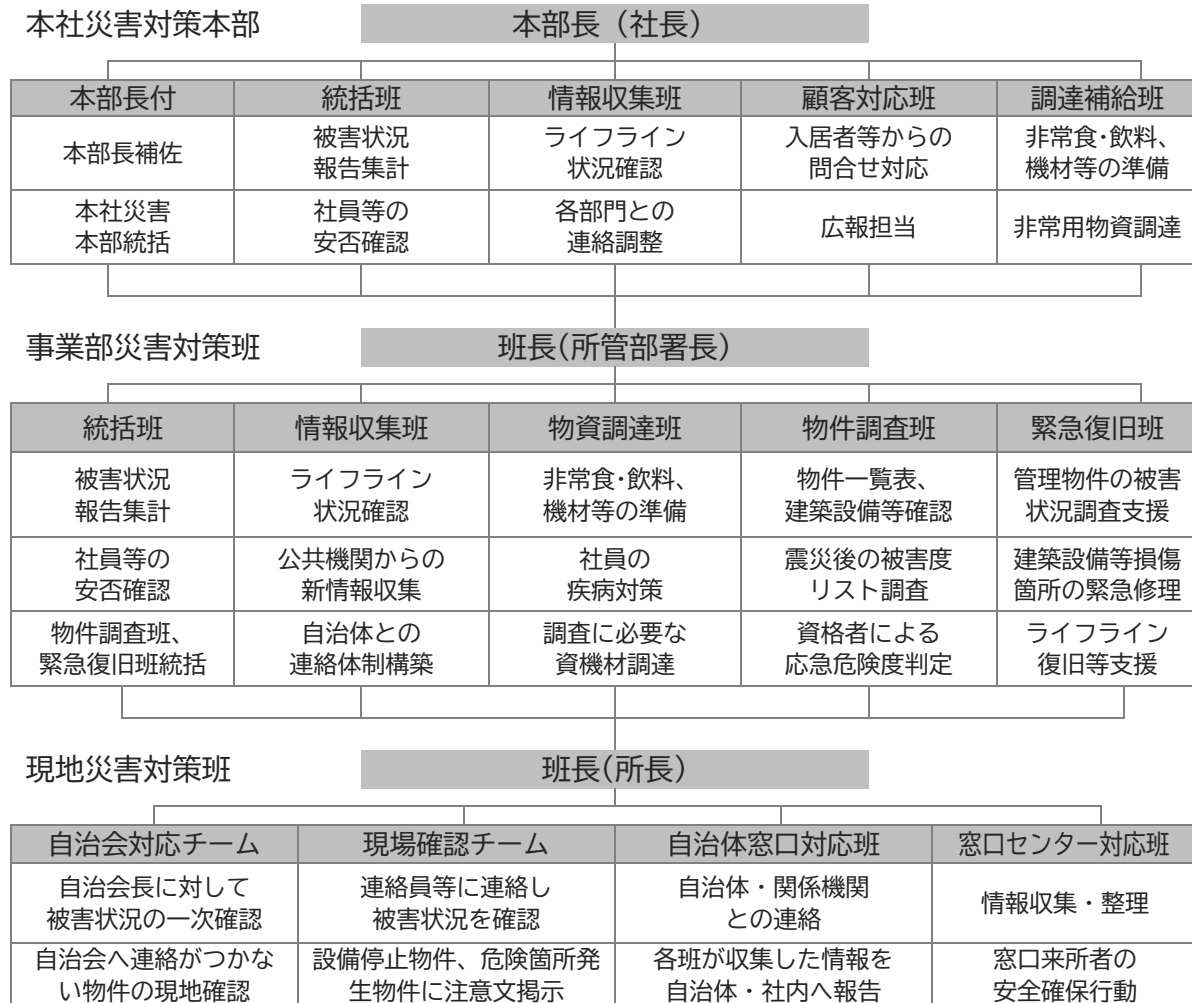 本社災害対策本部
本部長（社長）
本部長付
統括班
情報収集班
顧客対応班
調達補給班
本部長補佐
被害状況
報告集計
ライフライン
状況確認
入居者等からの
問合せ対応
非常食・飲料、
機材等の準備
本社災害
本部統括
社員等の
安否確認
各部門との
連絡調整
広報担当
非常用物資調達
事業部災害対策班
班長(所管部署長)
統括班
情報収集班
物資調達班
物件調査班
緊急復旧班
被害状況
報告集計
ライフライン
状況確認
非常食・飲料、
機材等の準備
物件一覧表、
建築設備等確認
管理物件の被害
状況調査支援
社員等の
安否確認
公共機関からの
新情報収集
社員の
疾病対策
震災後の被害度
リスト調査
建築設備等損傷
箇所の緊急修理
物件調査班、
緊急復旧班統括
自治体との
連絡体制構築
調査に必要な
資機材調達
資格者による
応急危険度判定
ライフライン
復旧等支援
現地災害対策班
班長(所長)
自治会対応チーム
現場確認チーム
自治体窓口対応班
窓口センター対応班
自治会長に対して
被害状況の一次確認
連絡員等に連絡し
被害状況を確認
自治体・関係機関
との連絡
情報収集・整理
自治会へ連絡がつかな
い物件の現地確認
設備停止物件、危険箇所発
生物件に注意文掲示
各班が収集した情報を
自治体・社内へ報告
窓口来所者の
安全確保行動